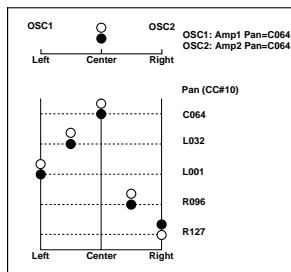 OSC1 OSC2
OSC1: Amp1 Pan=C064
OSC2: Amp2 Pan=C064
Left Center Right
Pan (CC#10)
C064
L032
L001
R096
R127
Left Center Right